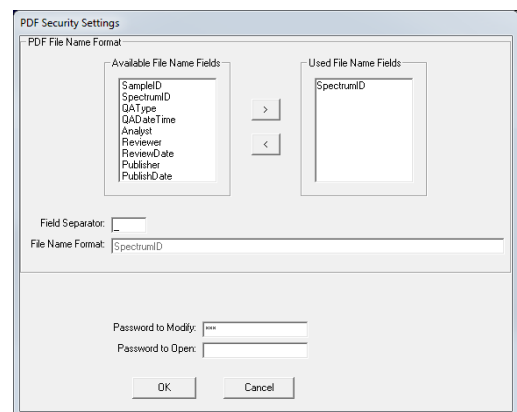 PDF Security Settings
PDF File Name Format
Available File Name Fields
Used File Name Fields
SampleID
SpectrumID
QAType
QADateTime
Analyst
Reviewer
ReviewDate
Publisher
PublishDate
SpectrumID
>
<
Field Separator: _
File Name Format: SpectrumID
Password to Modify: ***
Password to Open:
OK Cancel